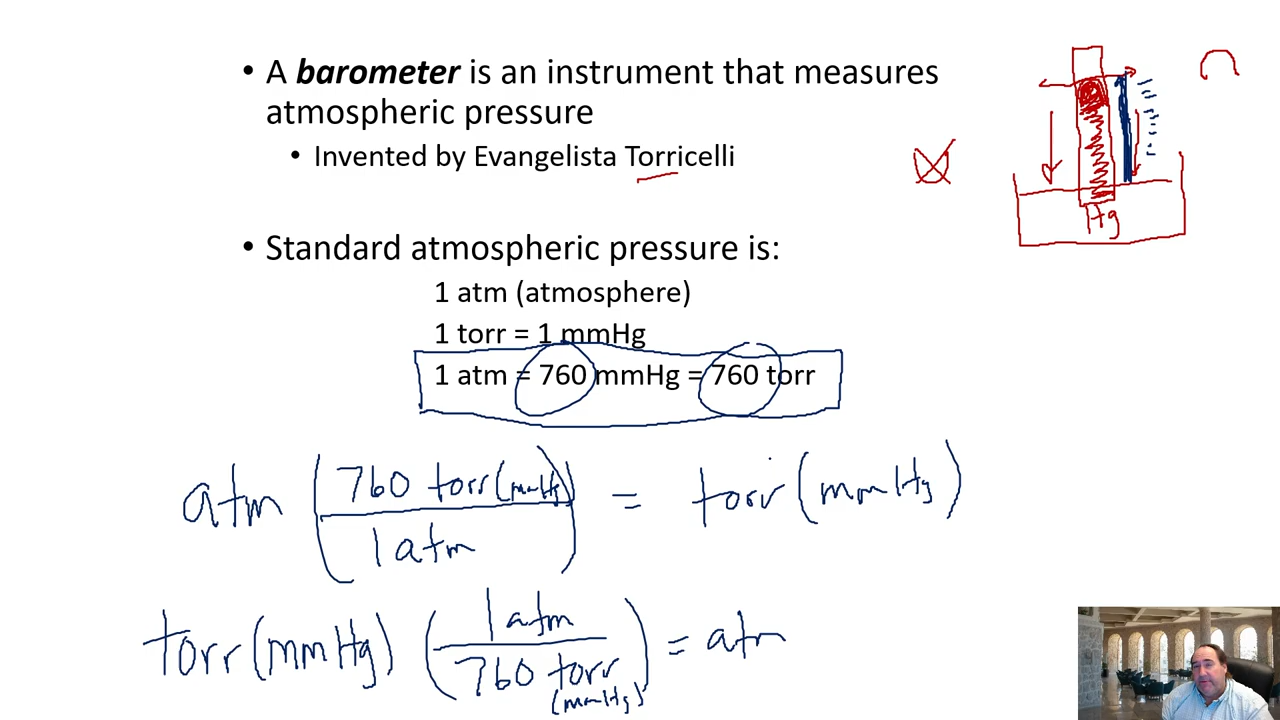 • A barometer is an instrument that measures
atmospheric pressure
• Invented by Evangelista Torricelli
Hg
• Standard atmospheric pressure is:
1 atm (atmosphere)
1 torr = 1 mmHg
1 atm = 760 mmHg = 760 torr
atm (760 torr (mmHg) / 1 atm) = torr (mmHg)
torr (mmHg) (1 atm / 760 torr (mmHg)) = atm